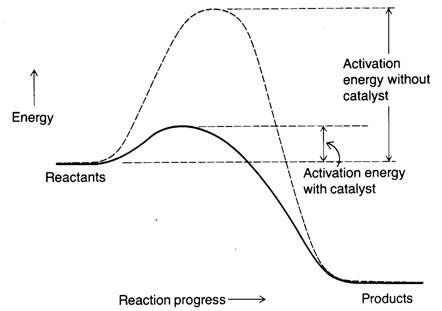 Activation
energy without
catalyst
Energy
Reactants
Activation energy
with catalyst
Reaction progress
Products